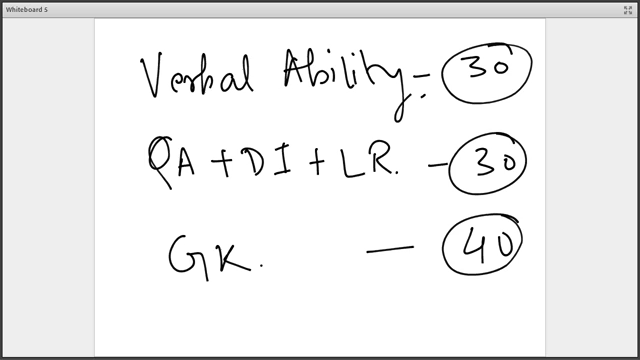 Whiteboard 5
Verbal Ability - 30
QA + DI + LR. - 30
GK. - 40